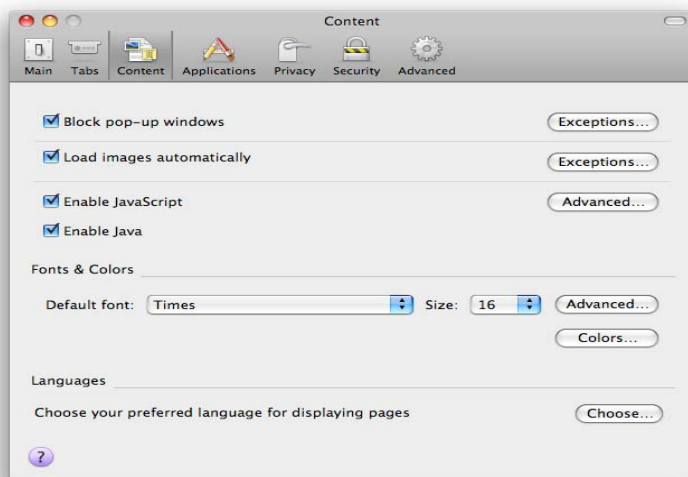 Content
Main Tabs Content Applications Privacy Security Advanced
Block pop-up windows Exceptions...
Load images automatically Exceptions...
Enable JavaScript Advanced...
Enable Java
Fonts & Colors
Default font: Times Size: 16 Advanced...
Colors...
Languages
Choose your preferred language for displaying pages Choose...
?